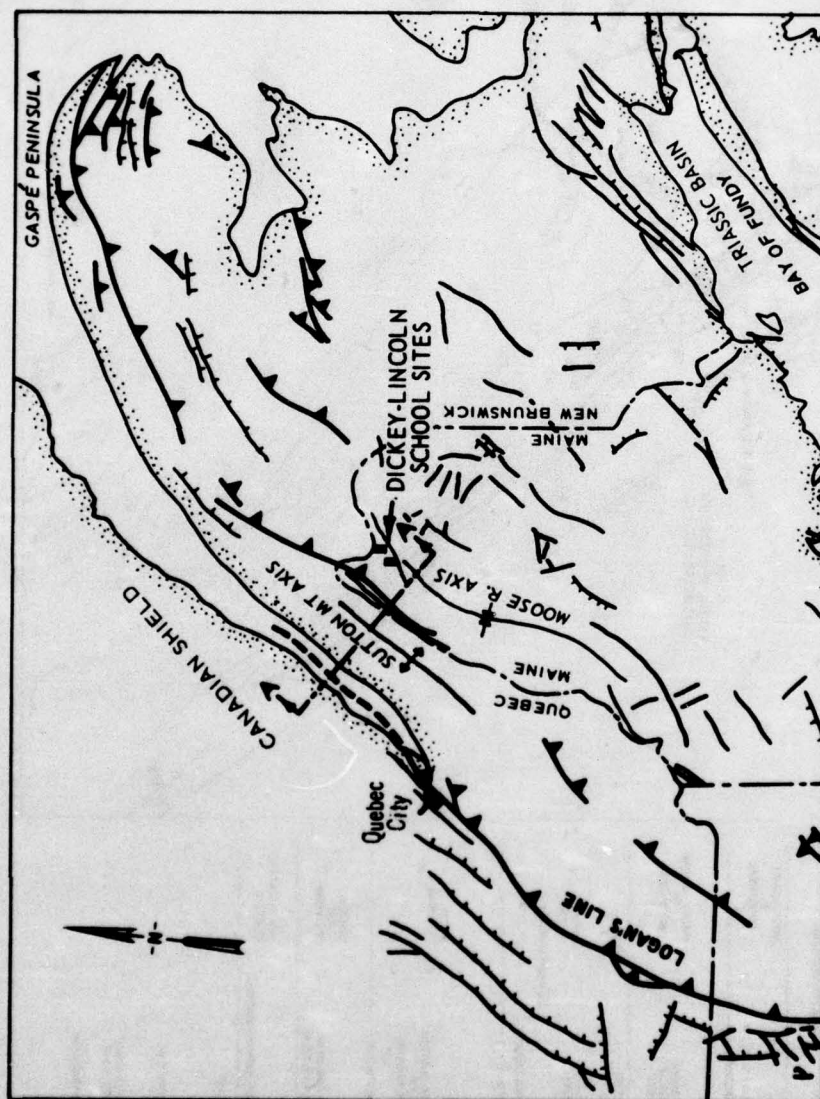 GASPÉ PENINSULA
CANADIAN SHIELD
SUTTON MT AXIS
DICKEY-LINCOLN
SCHOOL SITES
TRIASSIC BASIN
BAY OF FUNDY
MAINE
NEW BRUNSWICK
MOOSE R. AXIS
QUEBEC
MAINE
Quebec
City
N
LOGAN'S LINE
A
A'